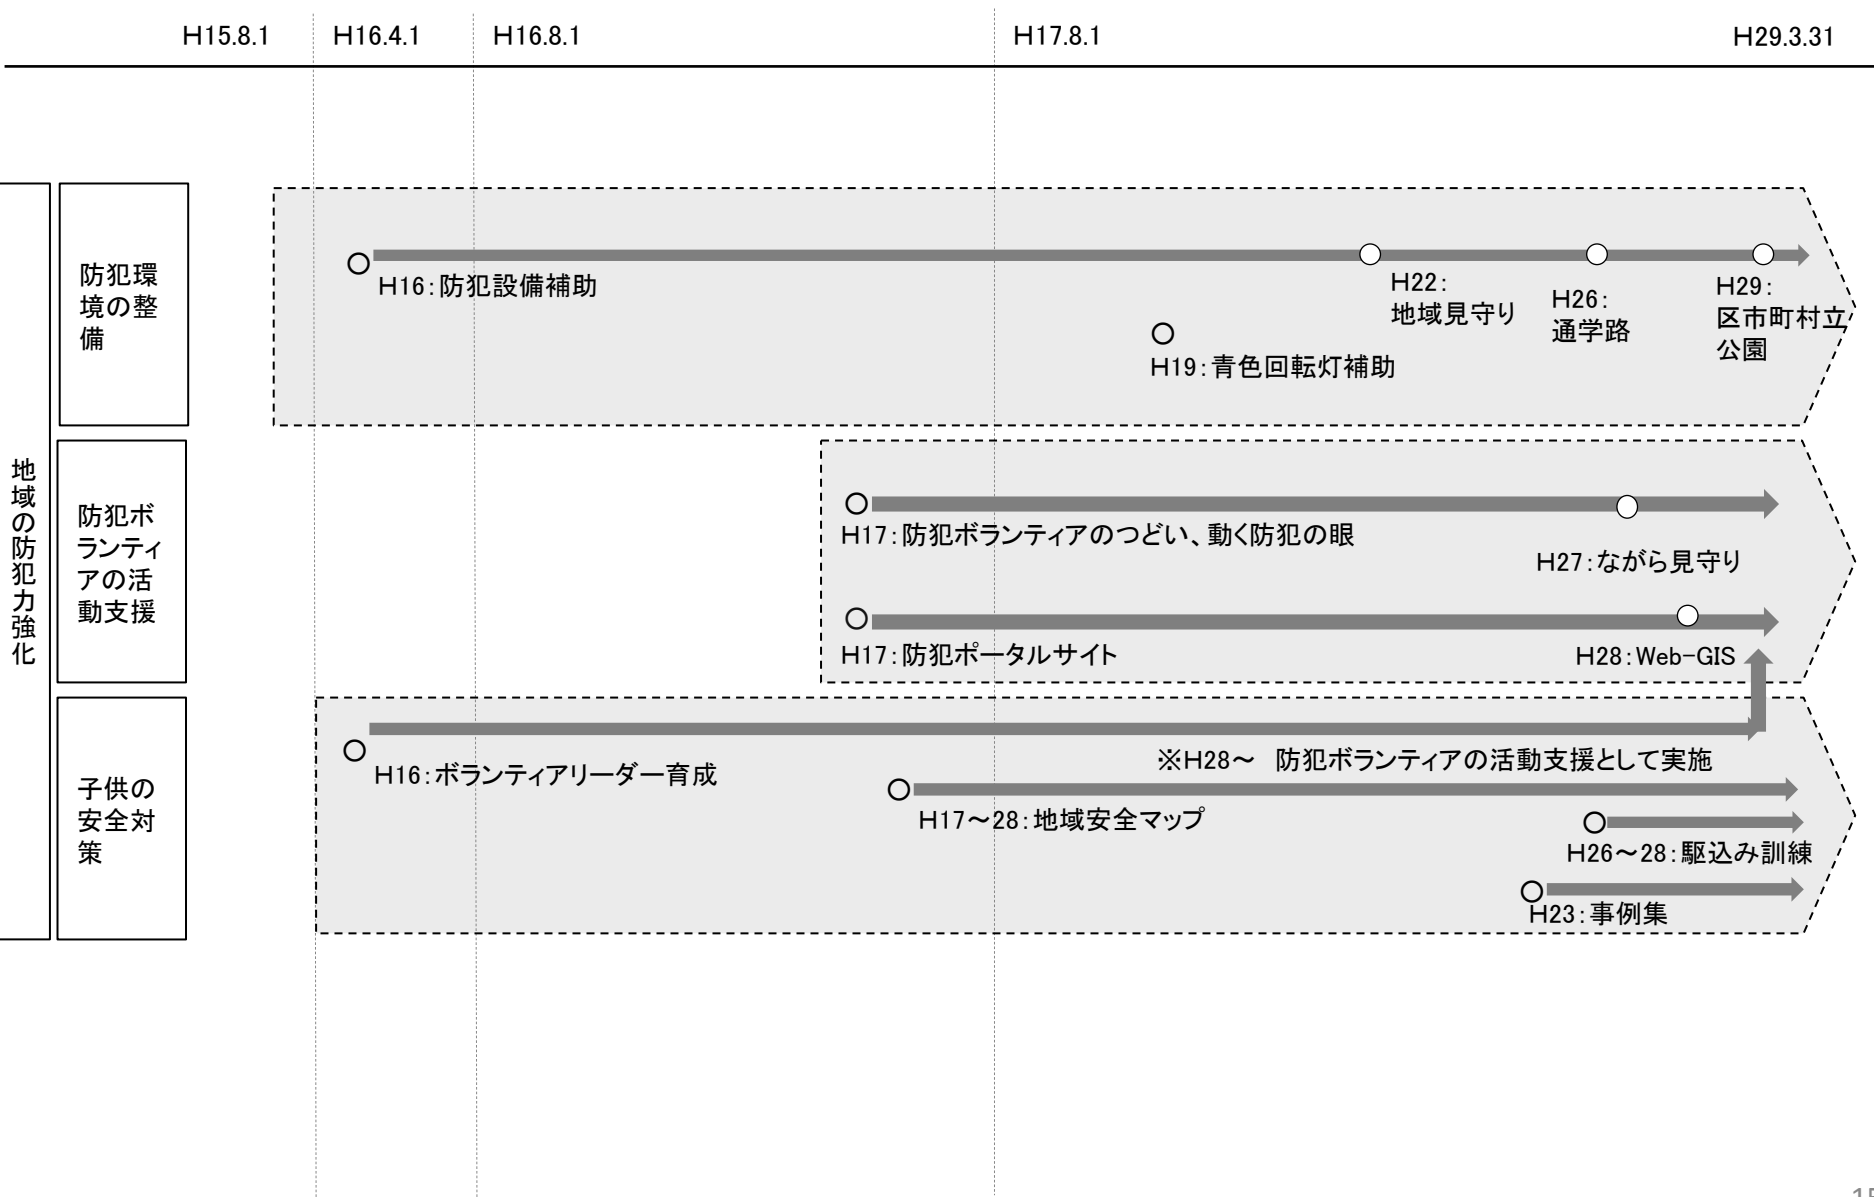 H15.8.1
H16.4.1
H16.8.1
H17.8.1
H29.3.31
地域の防犯力強化
防犯環
境の整
備
H16：防犯設備補助
H22：
地域見守り
H26：
通学路
H29：
区市町村立
公園
H19：青色回転灯補助
防犯ボ
ランティ
アの活
動支援
H17：防犯ボランティアのつどい、動く防犯の眼
H27：ながら見守り
H17：防犯ポータルサイト
H28：Web-GIS
子供の
安全対
策
H16：ボランティアリーダー育成
※H28～　防犯ボランティアの活動支援として実施
H17～28：地域安全マップ
H26～28：駆込み訓練
H23：事例集